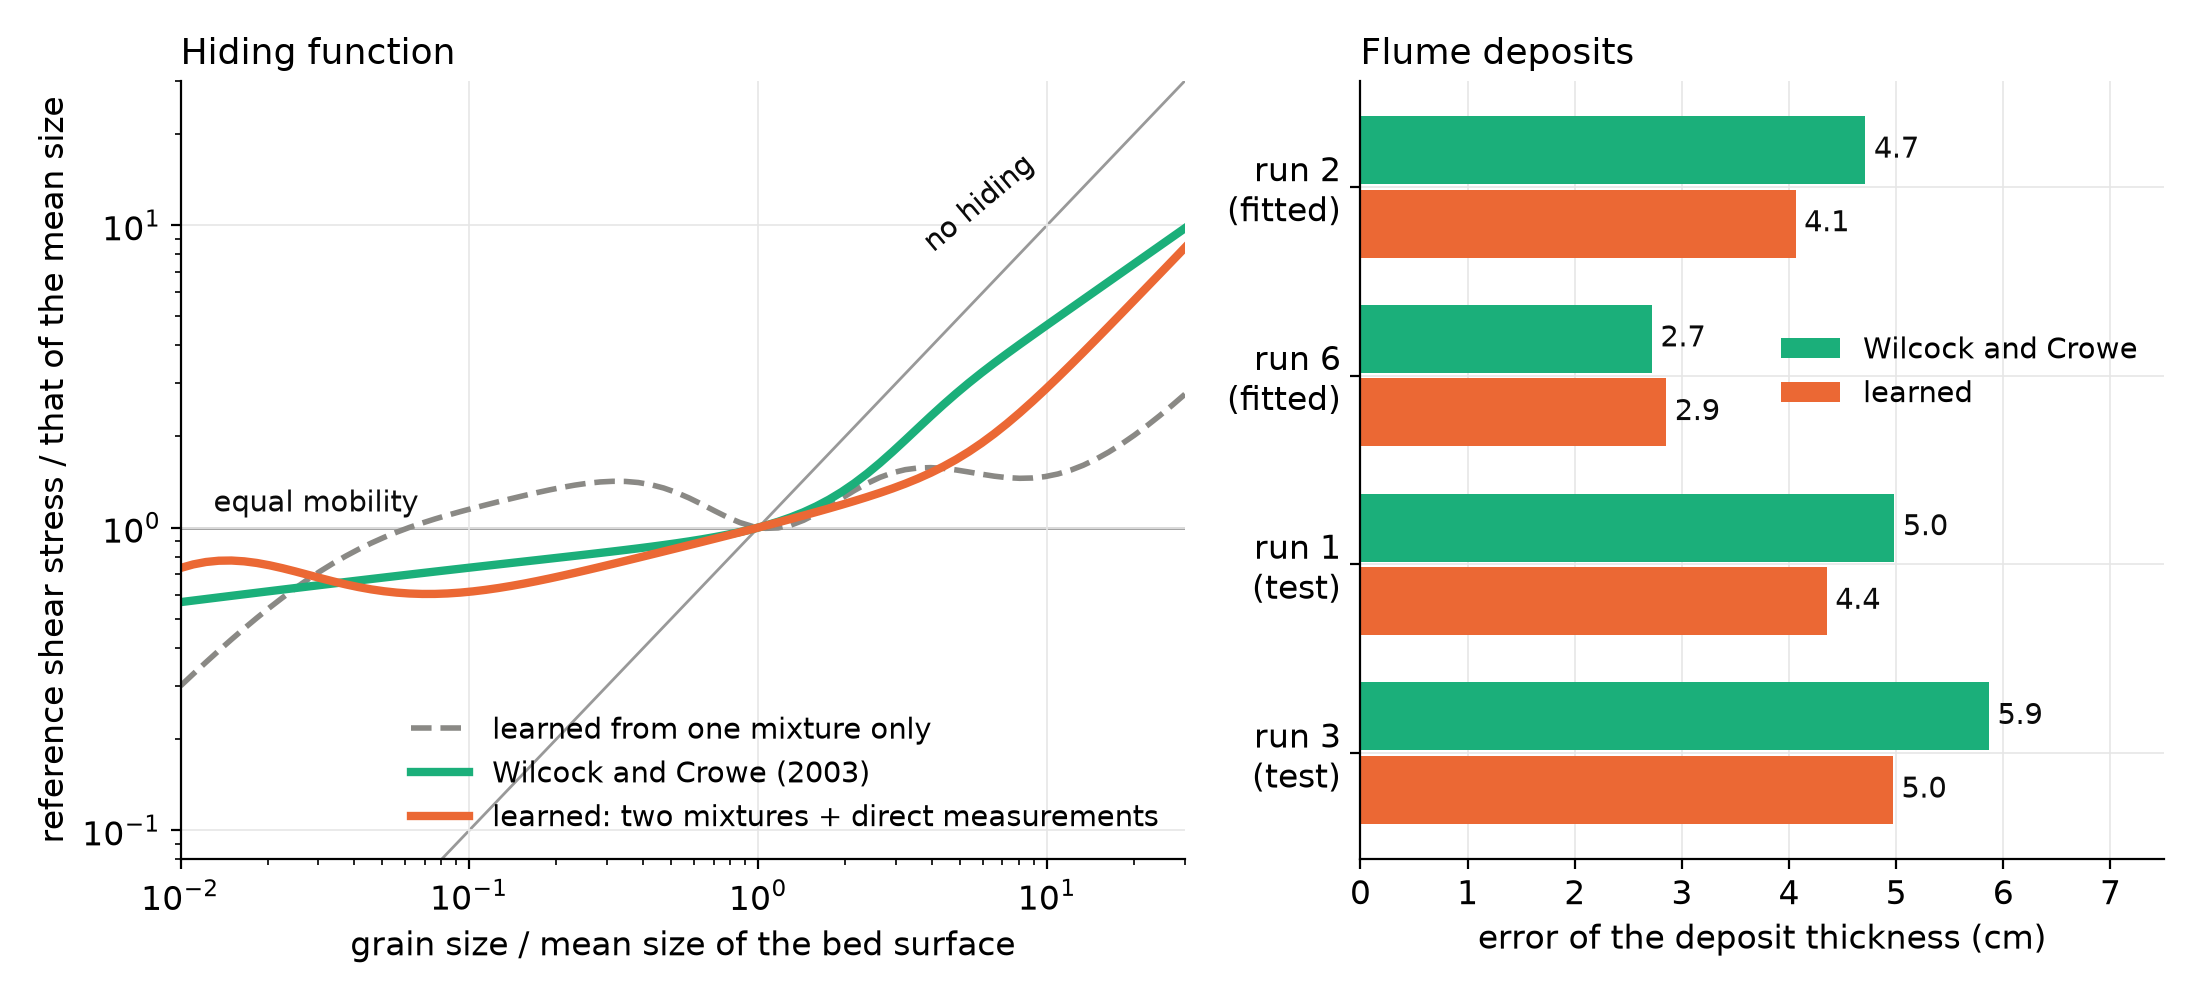 Hiding function
reference shear stress / that of the mean size
10¹
10⁰
10⁻¹
no hiding
equal mobility
learned from one mixture only
Wilcock and Crowe (2003)
learned: two mixtures + direct measurements
10⁻²
10⁻¹
10⁰
10¹
grain size / mean size of the bed surface
Flume deposits
run 2
(fitted)
4.7
4.1
run 6
(fitted)
2.7
2.9
Wilcock and Crowe
learned
run 1
(test)
5.0
4.4
run 3
(test)
5.9
5.0
0 1 2 3 4 5 6 7
error of the deposit thickness (cm)